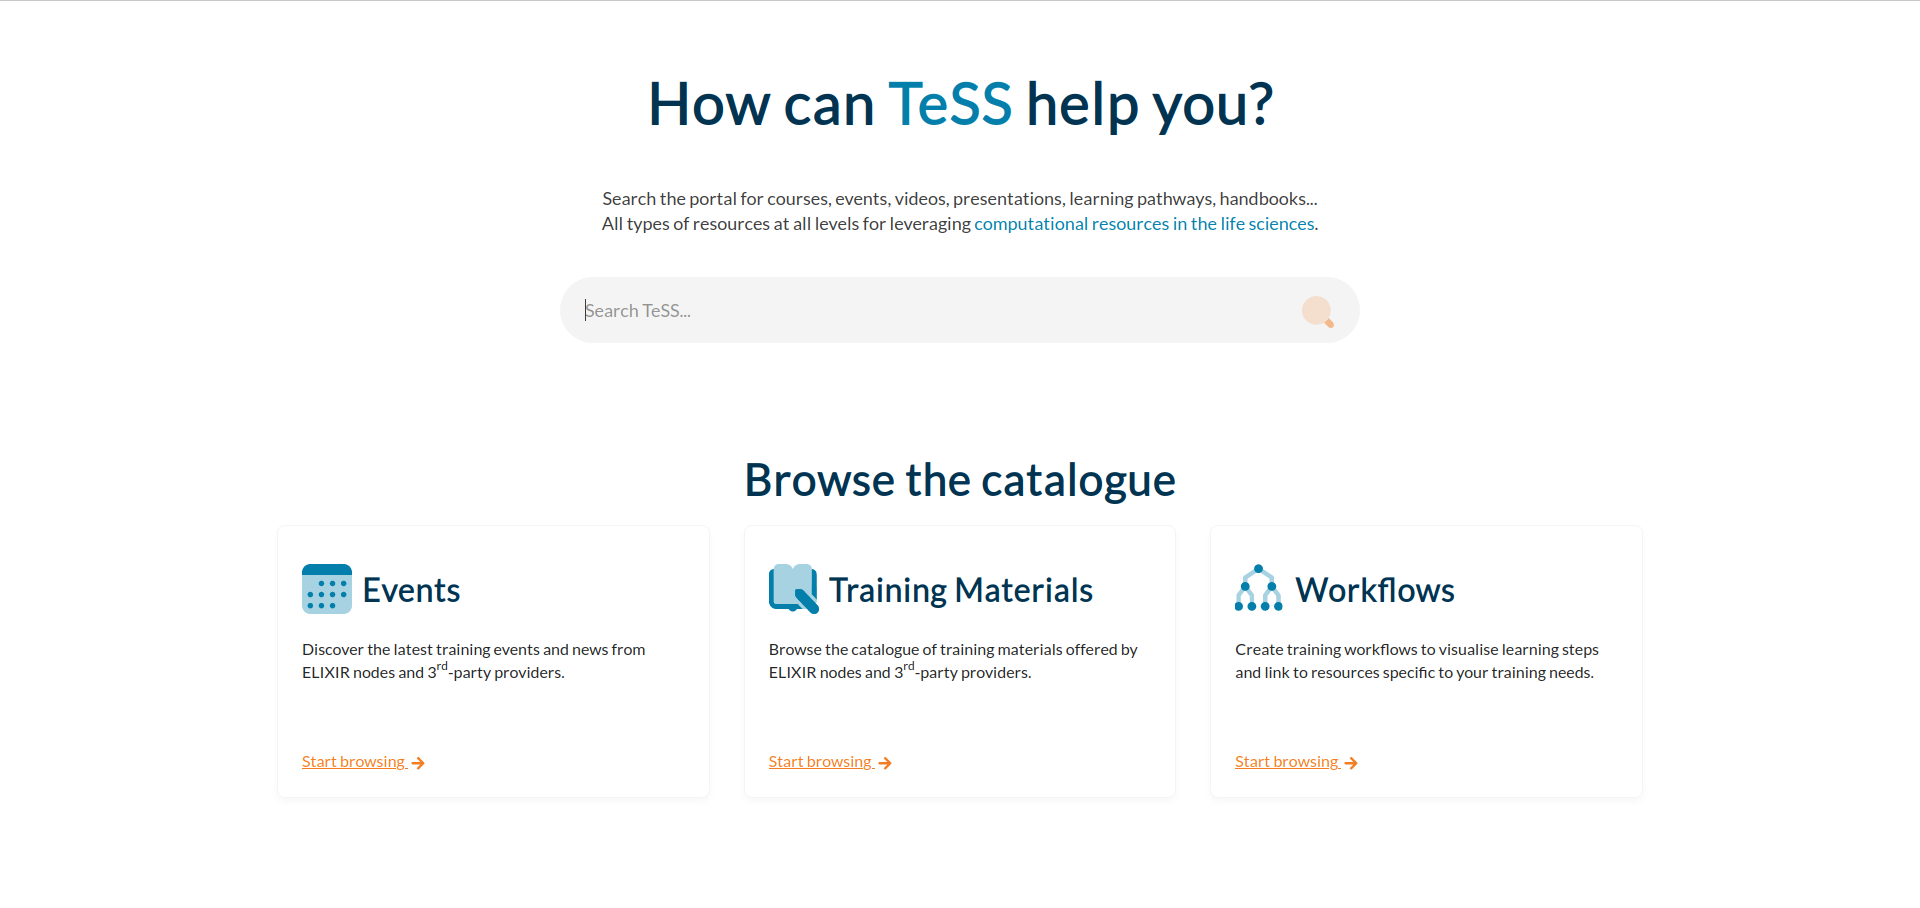 How can TeSS help you?
Search the portal for courses, events, videos, presentations, learning pathways, handbooks...
All types of resources at all levels for leveraging computational resources in the life sciences.
Search TeSS...
Browse the catalogue
Events
Discover the latest training events and news from
ELIXIR nodes and 3rd-party providers.
Start browsing
Training Materials
Browse the catalogue of training materials offered by
ELIXIR nodes and 3rd-party providers.
Start browsing
Workflows
Create training workflows to visualise learning steps
and link to resources specific to your training needs.
Start browsing